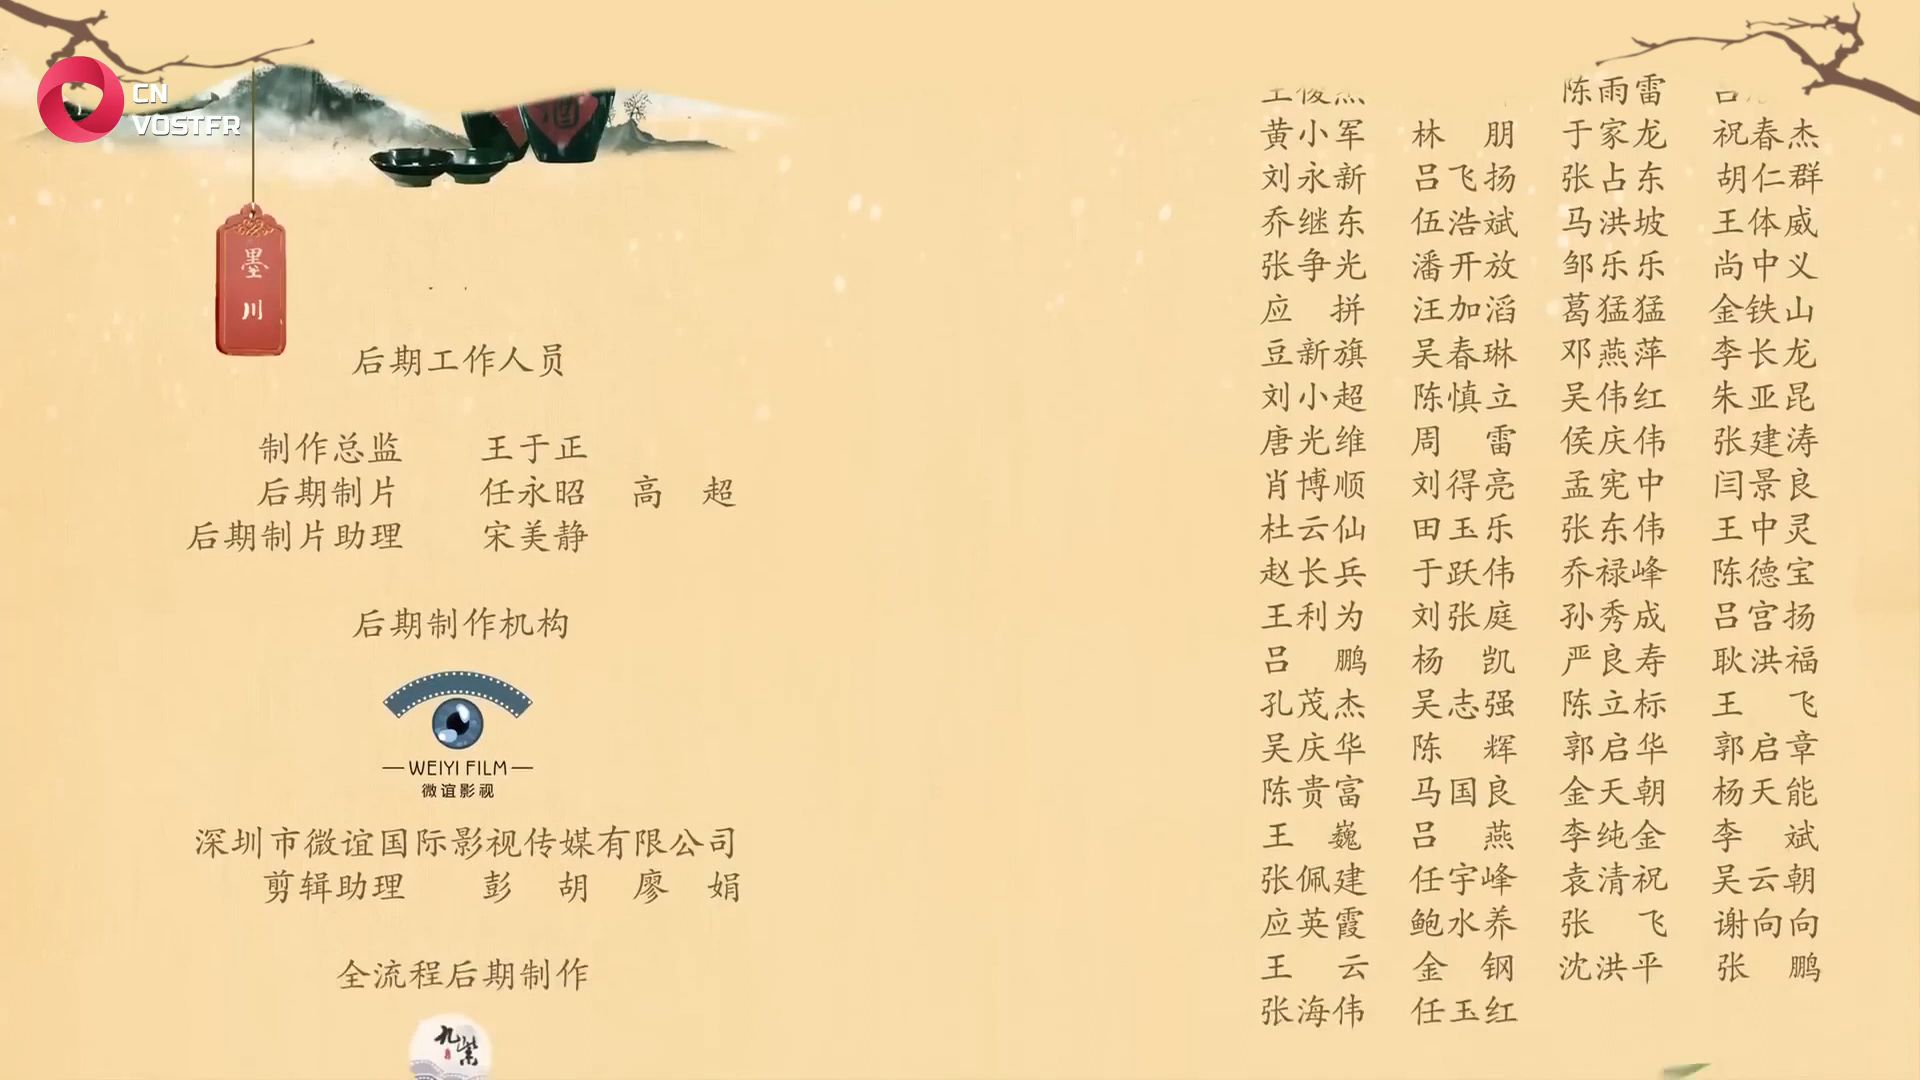 CN
VOSTFR
酒
墨
川
后期工作人员
制作总监 王于正
后期制片 任永昭 高 超
后期制片助理 宋美静
后期制作机构
WEIYI FILM
微谊影视
深圳市微谊国际影视传媒有限公司
剪辑助理 彭 胡 廖 娟
全流程后期制作
九紫
陈雨雷
黄小军 林 朋 于家龙 祝春杰
刘永新 吕飞扬 张占东 胡仁群
乔继东 伍浩斌 马洪坡 王体威
张争光 潘开放 邹乐乐 尚中义
应 拼 汪加滔 葛猛猛 金铁山
豆新旗 吴春琳 邓燕萍 李长龙
刘小超 陈慎立 吴伟红 朱亚昆
唐光维 周 雷 侯庆伟 张建涛
肖博顺 刘得亮 孟宪中 闫景良
杜云仙 田玉乐 张东伟 王中灵
赵长兵 于跃伟 乔禄峰 陈德宝
王利为 刘张庭 孙秀成 吕宫扬
吕 鹏 杨 凯 严良寿 耿洪福
孔茂杰 吴志强 陈立标 王 飞
吴庆华 陈 辉 郭启华 郭启章
陈贵富 马国良 金天朝 杨天能
王 巍 吕 燕 李纯金 李 斌
张佩建 任宇峰 袁清祝 吴云朝
应英霞 鲍水养 张 飞 谢向向
王 云 金 钢 沈洪平 张 鹏
张海伟 任玉红